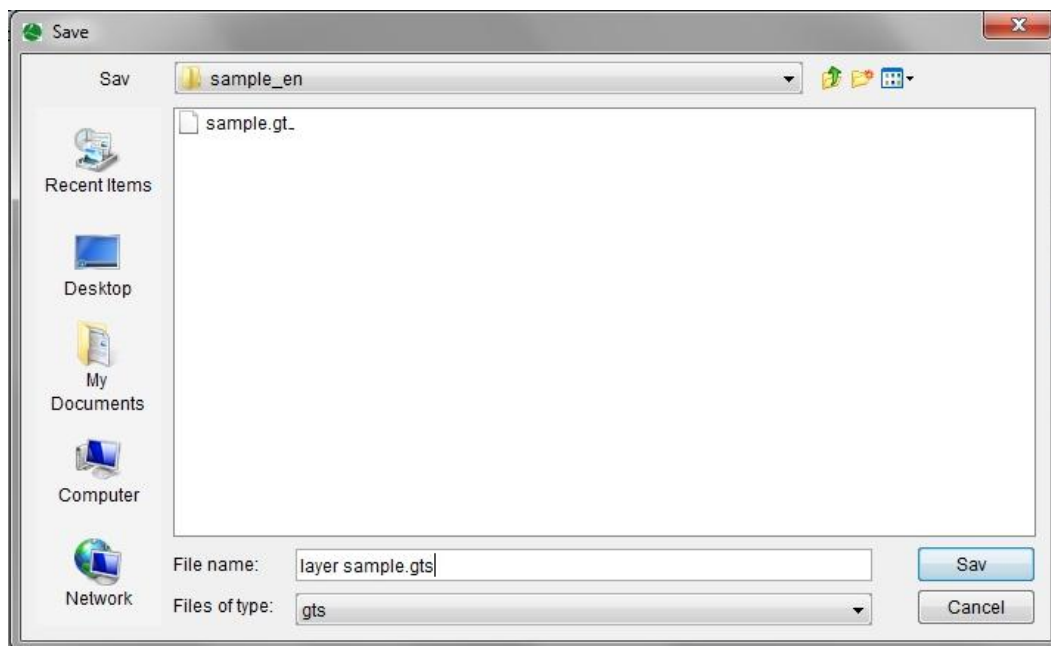 Save
Sav
sample_en
sample.gt_
Recent Items
Desktop
My
Documents
Computer
Network
File name:
layer sample.gts
Sav
Files of type:
gts
Cancel